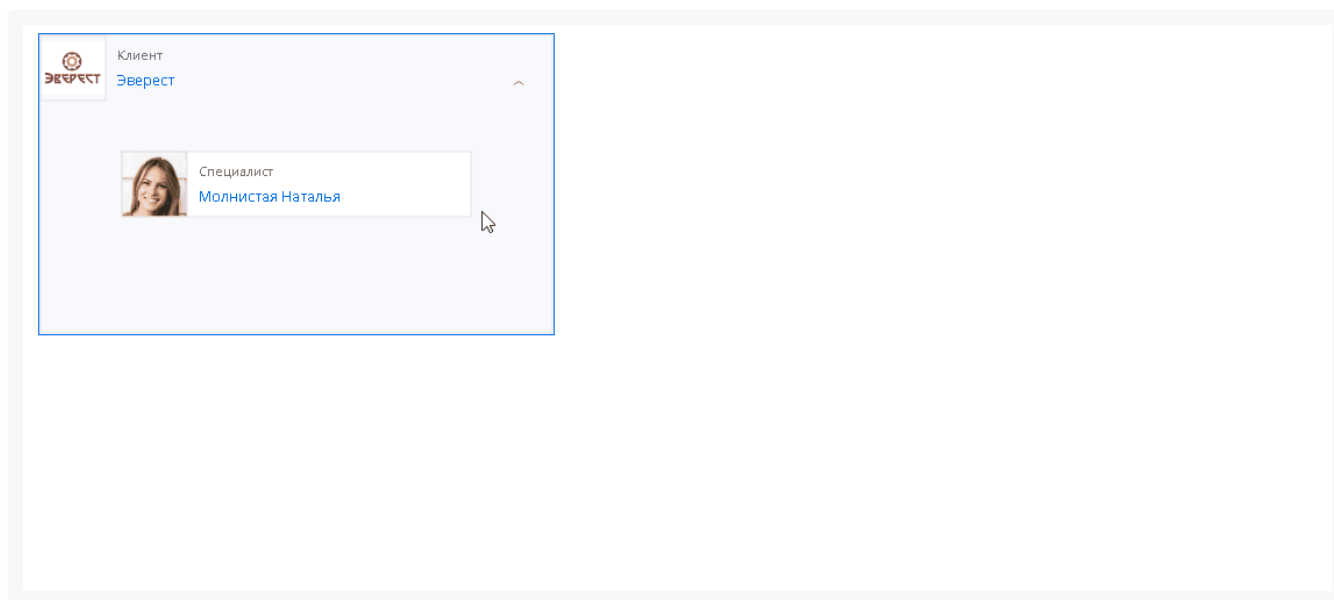 Клиент
ЭВЕРЕСТ
Эверест
Специалист
Молнистая Наталья